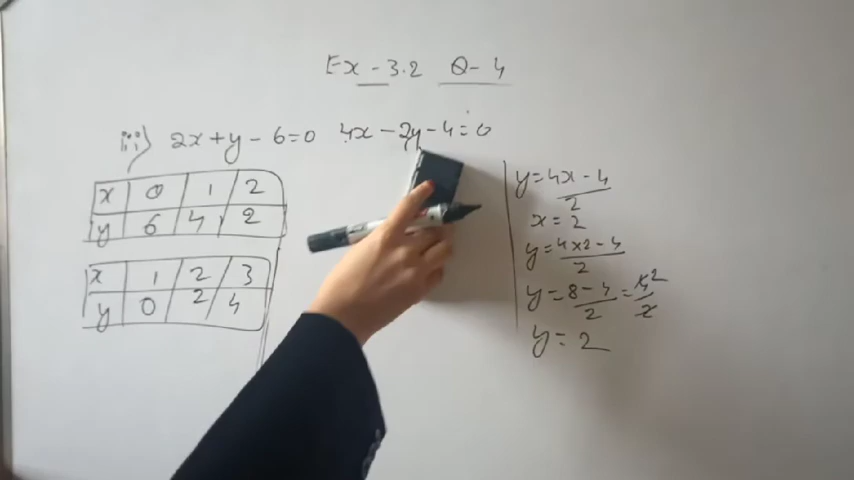 Ex - 3.2 Q - 4
iii) 2x + y - 6 = 0 4x - 2y - 4 = 0
x 0 1 2
y 6 4 2
x 1 2 3
y 0 2 4
y = 4x - 4 / 2
x = 2
y = 4x2 - 4 / 2
y = 8 - 4 / 2 = 4 2 / 2
y = 2